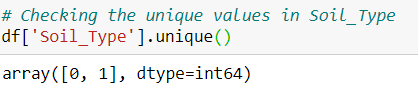 # Checking the unique values in Soil_Type
df['Soil_Type'].unique()
array([0, 1], dtype=int64)